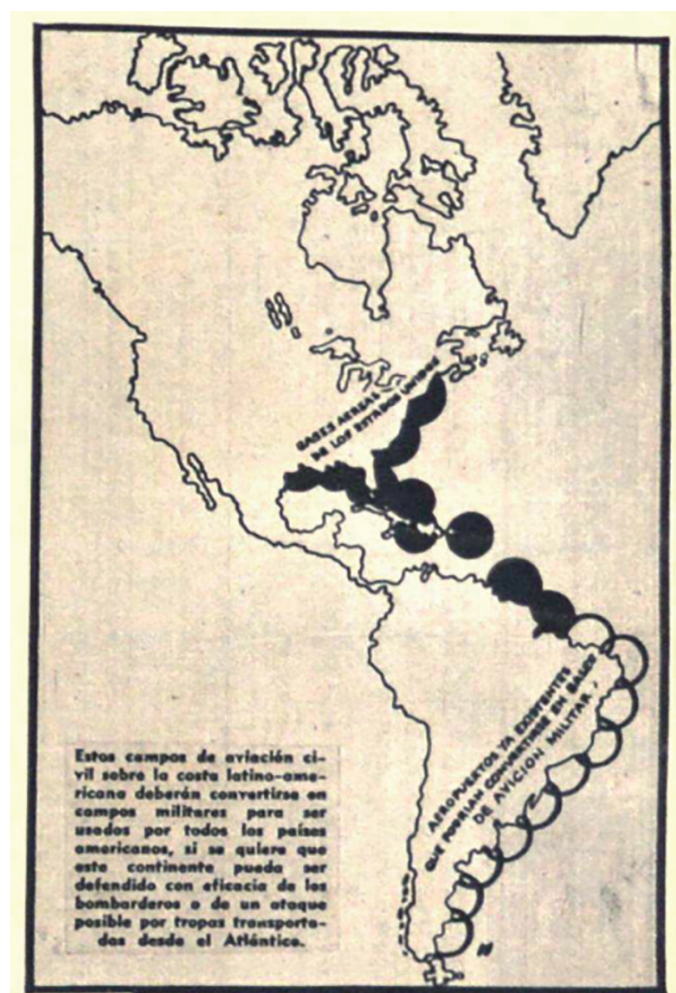 BASES AEREAS
DE LOS ESTADOS UNIDOS
AEROPUERTOS YA EXISTENTES
QUE PODRIAN CONVERTIRSE EN BASES
DE AVICION MILITAR,
Estos campos de aviación ci-
vil sobre la costa latino-ame-
ricana deberán convertirse en
campos militares para ser
usados por todos los países
americanos, si se quiere que
este continente pueda ser
defendido con eficacia de los
bombarderos o de un ataque
posible por tropas transporta-
das desde el Atlántico.